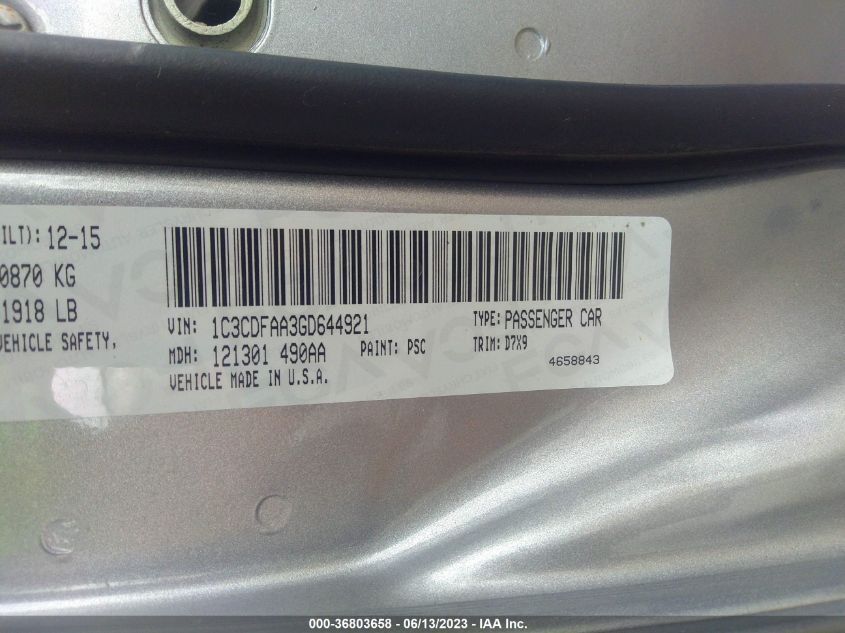 ILT): 12-15
0870 KG
1918 LB
VEHICLE SAFETY,
VIN: 1C3CDFAA3GD644921 TYPE: PASSENGER CAR
MDH: 121301 490AA PAINT: PSC TRIM: D7X9
VEHICLE MADE IN U.S.A. 4658843
000-36803658 - 06/13/2023 - IAA Inc.